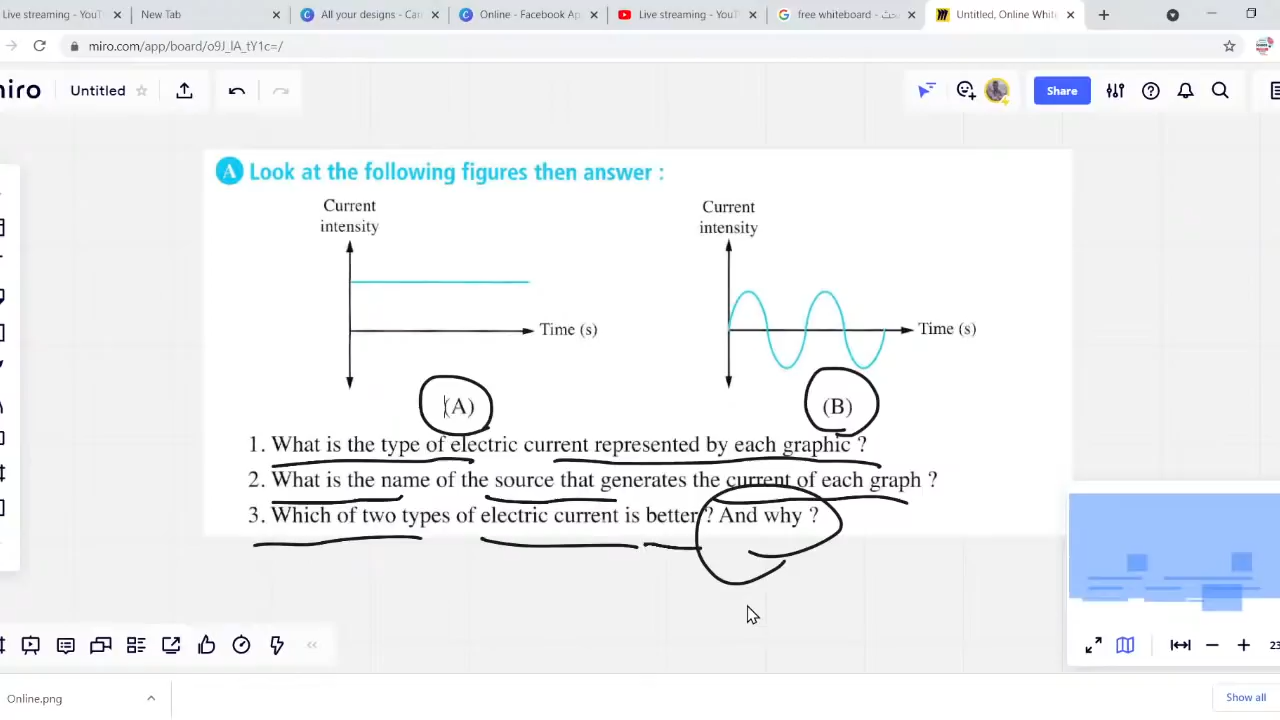 Live streaming - YouT
New Tab
All your designs - Can
Online - Facebook Ap
Live streaming - YouT
free whiteboard - بحث
Untitled, Online Whit
miro.com/app/board/o9J_lA_tY1c=/
miro
Untitled
Share
A Look at the following figures then answer :
Current
intensity
Time (s)
(A)
Current
intensity
Time (s)
(B)
1. What is the type of electric current represented by each graphic ?
2. What is the name of the source that generates the current of each graph ?
3. Which of two types of electric current is better ? And why ?
23
Online.png
Show all